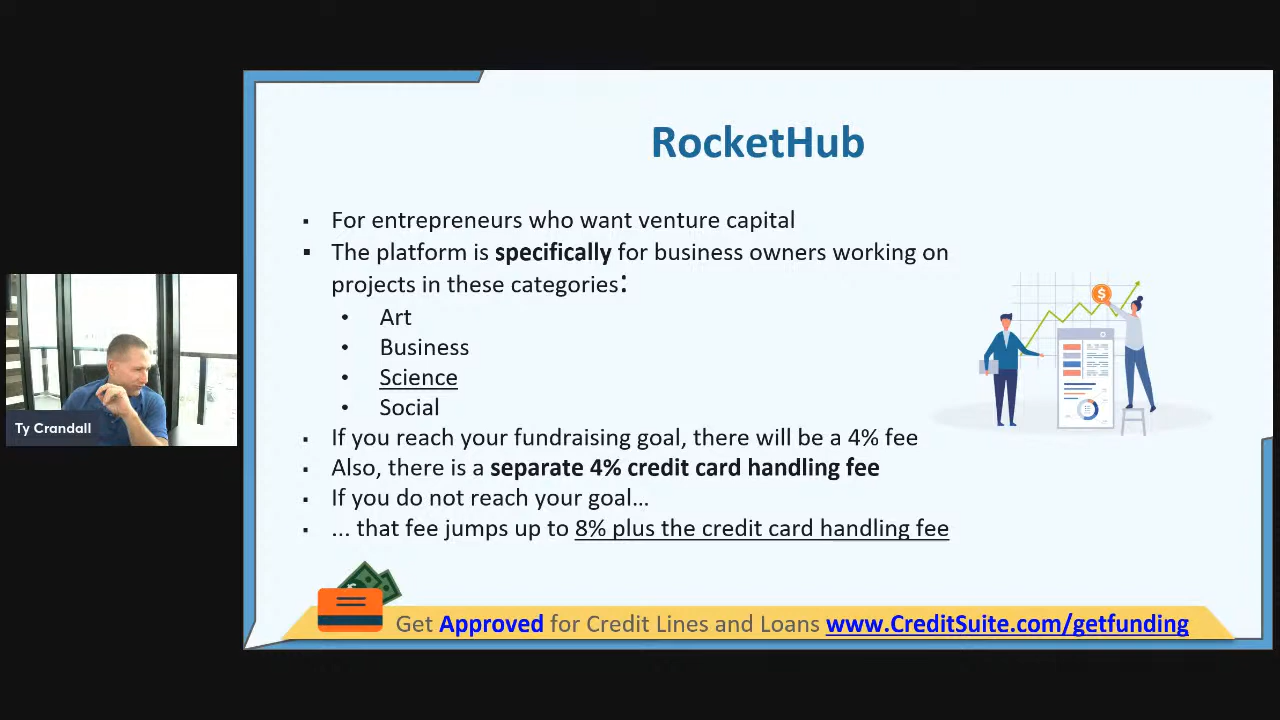 RocketHub
▪ For entrepreneurs who want venture capital
▪ The platform is specifically for business owners working on
projects in these categories:
• Art
• Business
• Science
• Social
▪ If you reach your fundraising goal, there will be a 4% fee
▪ Also, there is a separate 4% credit card handling fee
▪ If you do not reach your goal…
▪ ... that fee jumps up to 8% plus the credit card handling fee
Ty Crandall
$
Get Approved for Credit Lines and Loans www.CreditSuite.com/getfunding